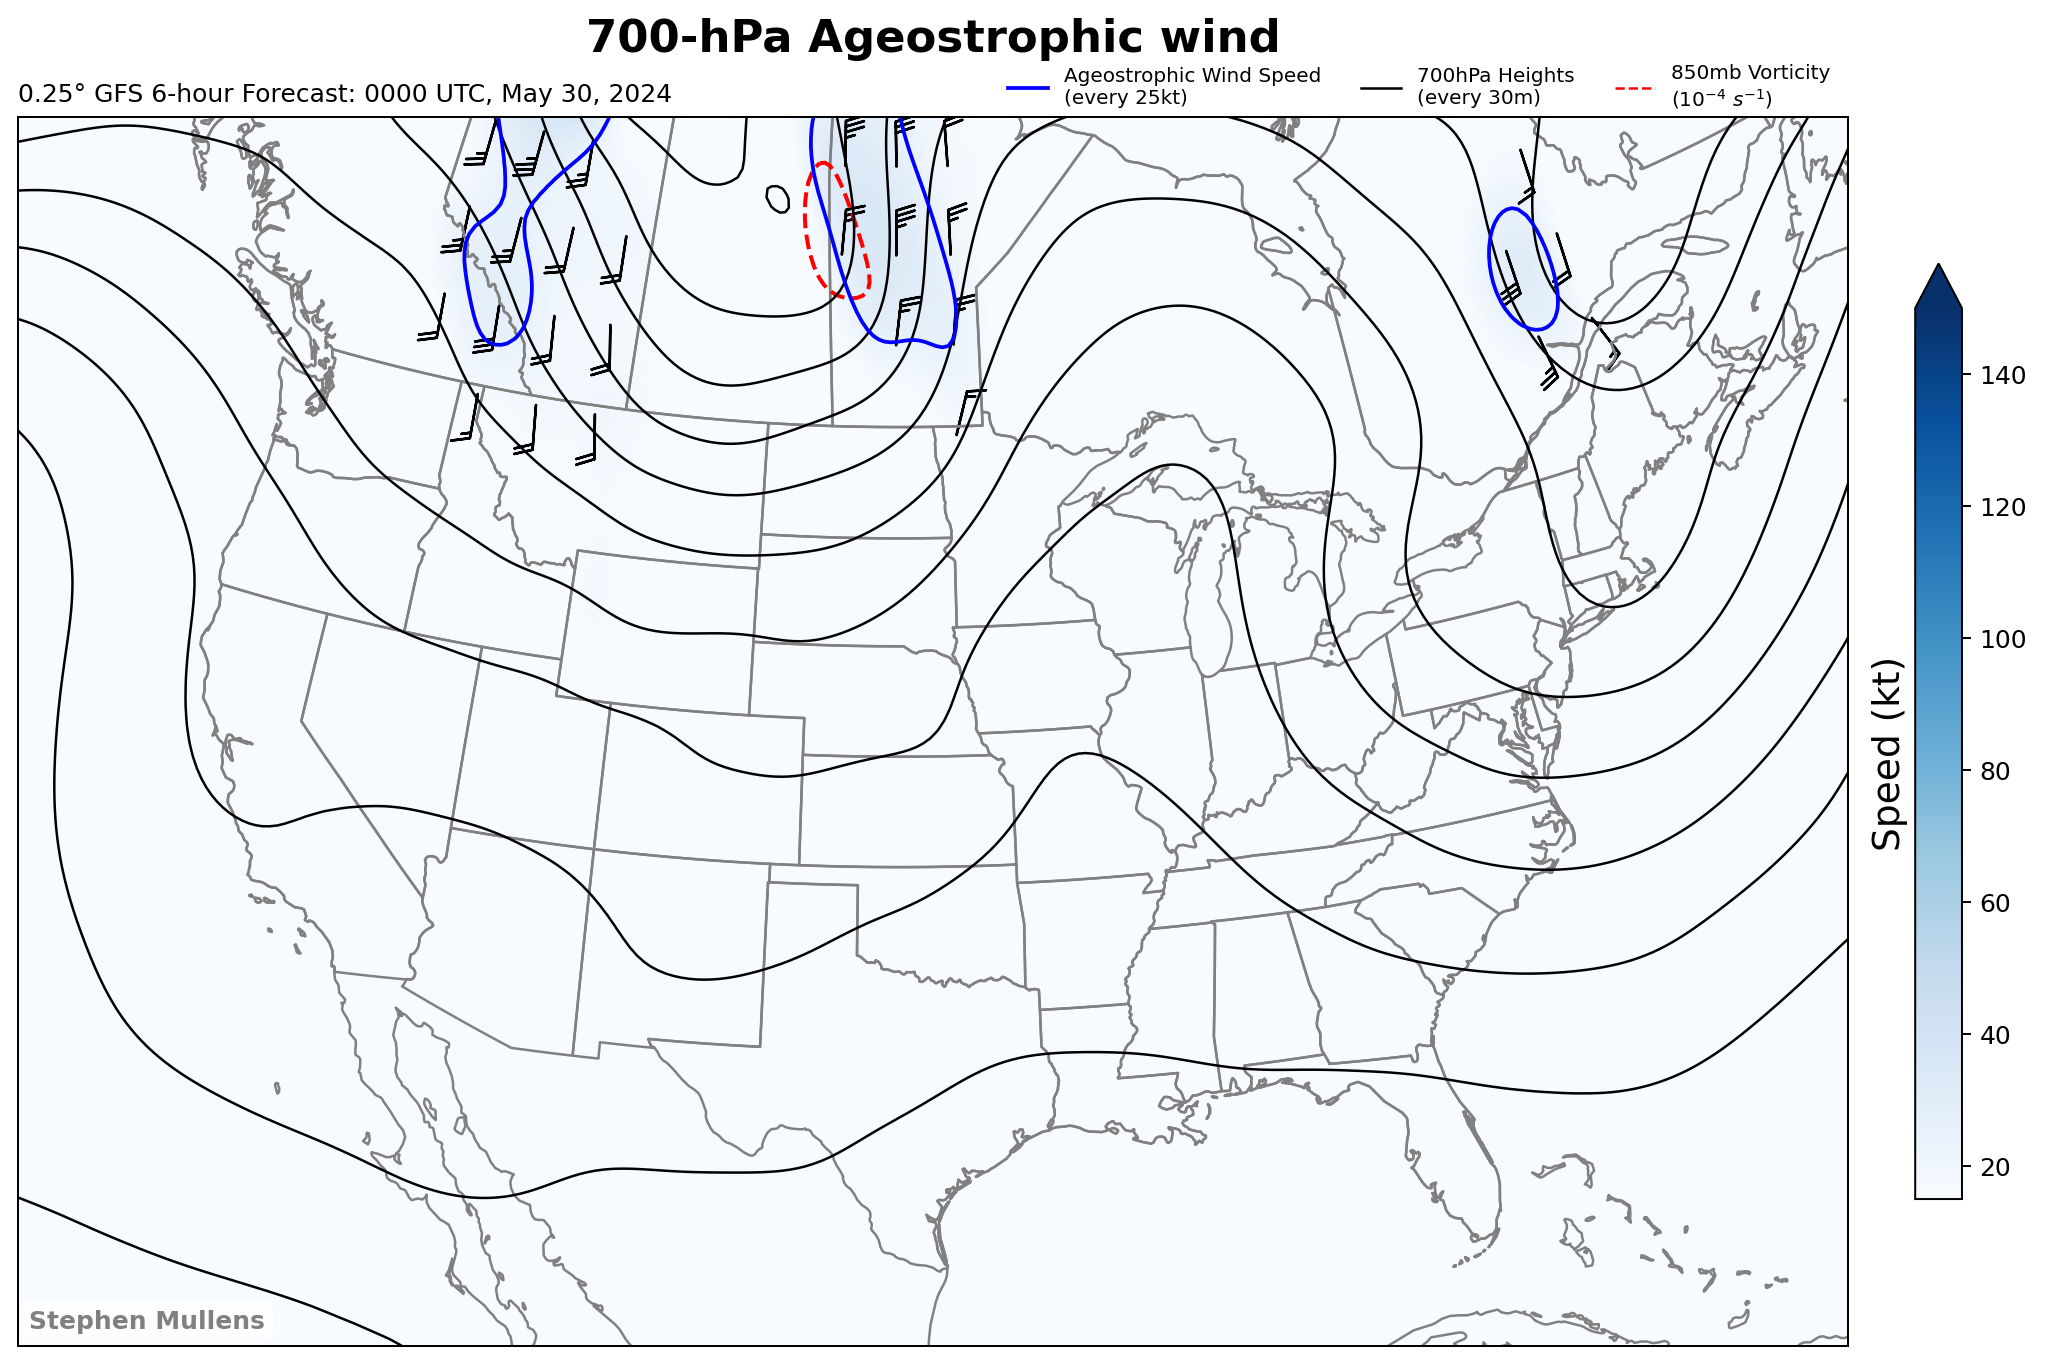 700-hPa Ageostrophic wind
0.25° GFS 6-hour Forecast: 0000 UTC, May 30, 2024
Ageostrophic Wind Speed
(every 25kt)
700hPa Heights
(every 30m)
850mb Vorticity
(10⁻⁴ s⁻¹)
140
120
100
80
60
40
20
Speed (kt)
Stephen Mullens